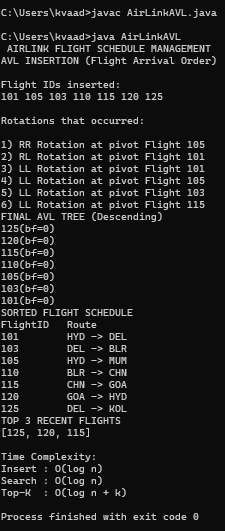 C:\Users\kvaad>javac AirLinkAVL.java
C:\Users\kvaad>java AirLinkAVL
AIRLINK FLIGHT SCHEDULE MANAGEMENT
AVL INSERTION (Flight Arrival Order)
Flight IDs inserted:
101 105 103 110 115 120 125
Rotations that occurred:
1) RR Rotation at pivot Flight 105
2) RL Rotation at pivot Flight 101
3) LL Rotation at pivot Flight 101
4) LL Rotation at pivot Flight 105
5) LL Rotation at pivot Flight 103
6) LL Rotation at pivot Flight 115
FINAL AVL TREE (Descending)
125(bf=0)
120(bf=0)
115(bf=0)
110(bf=0)
105(bf=0)
103(bf=0)
101(bf=0)
SORTED FLIGHT SCHEDULE
FlightID Route
101 HYD -> DEL
103 DEL -> BLR
105 HYD -> MUM
110 BLR -> CHN
115 CHN -> GOA
120 GOA -> HYD
125 DEL -> KOL
TOP 3 RECENT FLIGHTS
[125, 120, 115]
Time Complexity:
Insert : O(log n)
Search : O(log n)
Top-K : O(log n + k)
Process finished with exit code 0